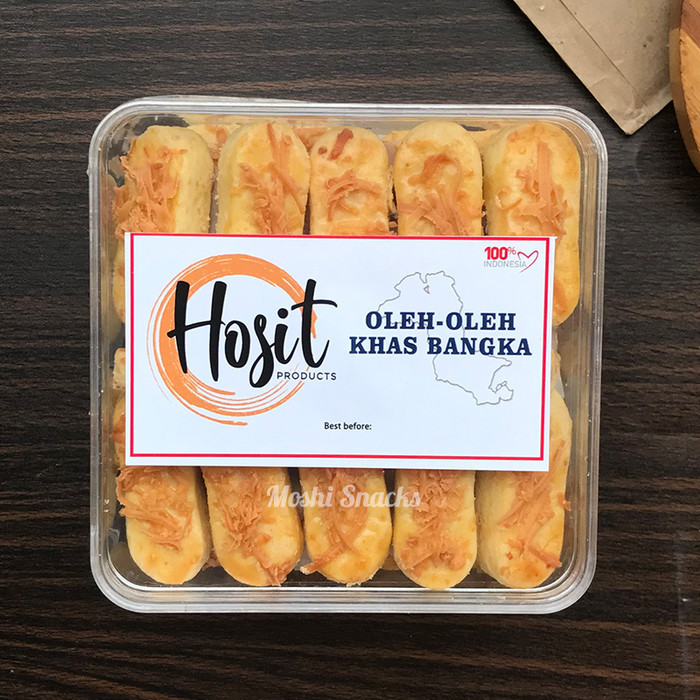 100%
INDONESIA
Hosit
PRODUCTS
OLEH-OLEH
KHAS BANGKA
Best before:
Moshi Snacks